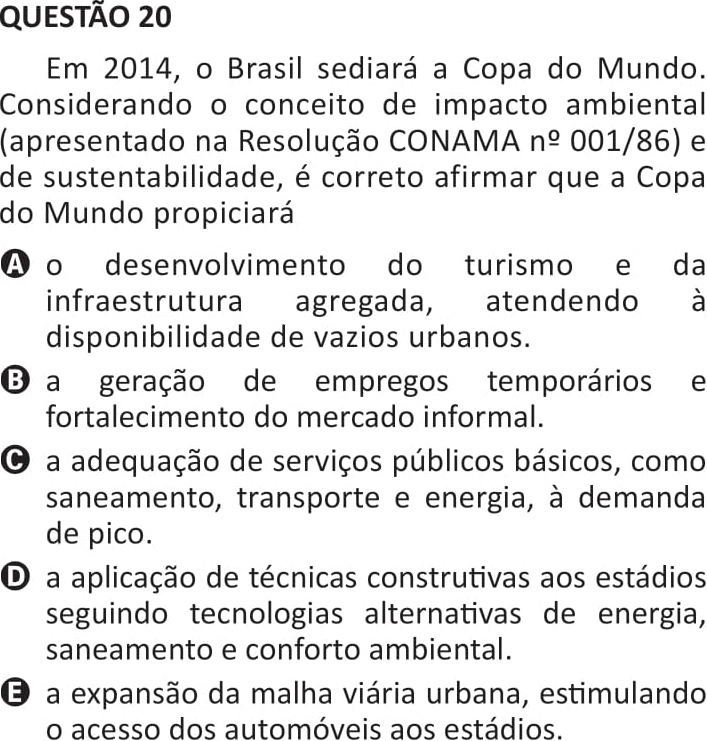 QUESTÃO 20
Em 2014, o Brasil sediará a Copa do Mundo.
Considerando o conceito de impacto ambiental
(apresentado na Resolução CONAMA nº 001/86) e
de sustentabilidade, é correto afirmar que a Copa
do Mundo propiciará
A o desenvolvimento do turismo e da
infraestrutura agregada, atendendo à
disponibilidade de vazios urbanos.
B a geração de empregos temporários e
fortalecimento do mercado informal.
C a adequação de serviços públicos básicos, como
saneamento, transporte e energia, à demanda
de pico.
D a aplicação de técnicas construtivas aos estádios
seguindo tecnologias alternativas de energia,
saneamento e conforto ambiental.
E a expansão da malha viária urbana, estimulando
o acesso dos automóveis aos estádios.